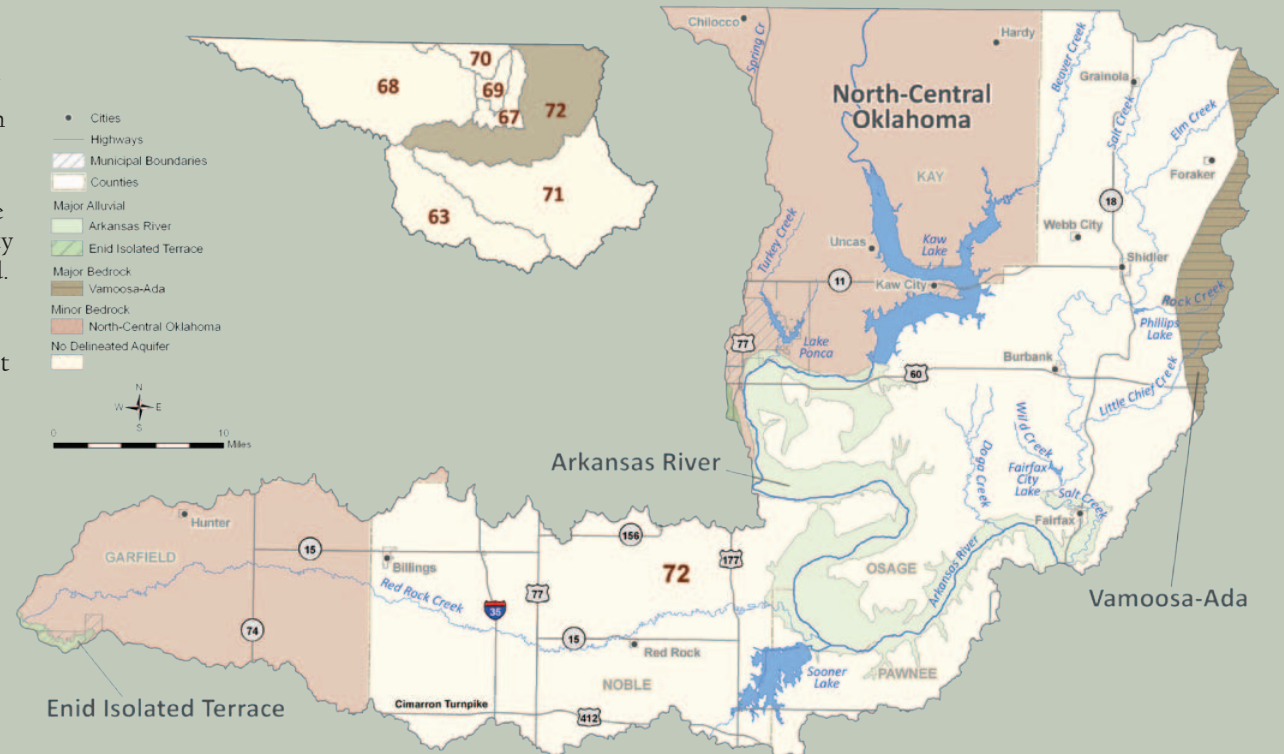 n
e
y
l.
t
68
70
69
67
72
71
63
Cities
Highways
Municipal Boundaries
Counties
Major Alluvial
Arkansas River
Enid Isolated Terrace
Major Bedrock
Vamoosa-Ada
Minor Bedrock
North-Central Oklahoma
No Delineated Aquifer
N
W E
S
0 10
Miles
Chilocco
Spring Cr
Hardy
Beaver Creek
Grainola
Salt Creek
Elm Creek
Foraker
North-Central
Oklahoma
KAY
18
Webb City
Turkey Creek
Uncas
Kaw
Lake
Shidler
11
Kaw City
Rock Creek
Phillips
Lake
77
Lake
Ponca
Burbank
60
Little Chief Creek
Arkansas River
Doga Creek
Wild Creek
Fairfax
City
Lake
Salt Creek
Fairfax
Hunter
GARFIELD
15
Billings
156
177
72
OSAGE
Arkansas River
Vamoosa-Ada
Red Rock Creek
35
77
74
15
Red Rock
Sooner
Lake
PAWNEE
NOBLE
Enid Isolated Terrace
Cimarron Turnpike
412